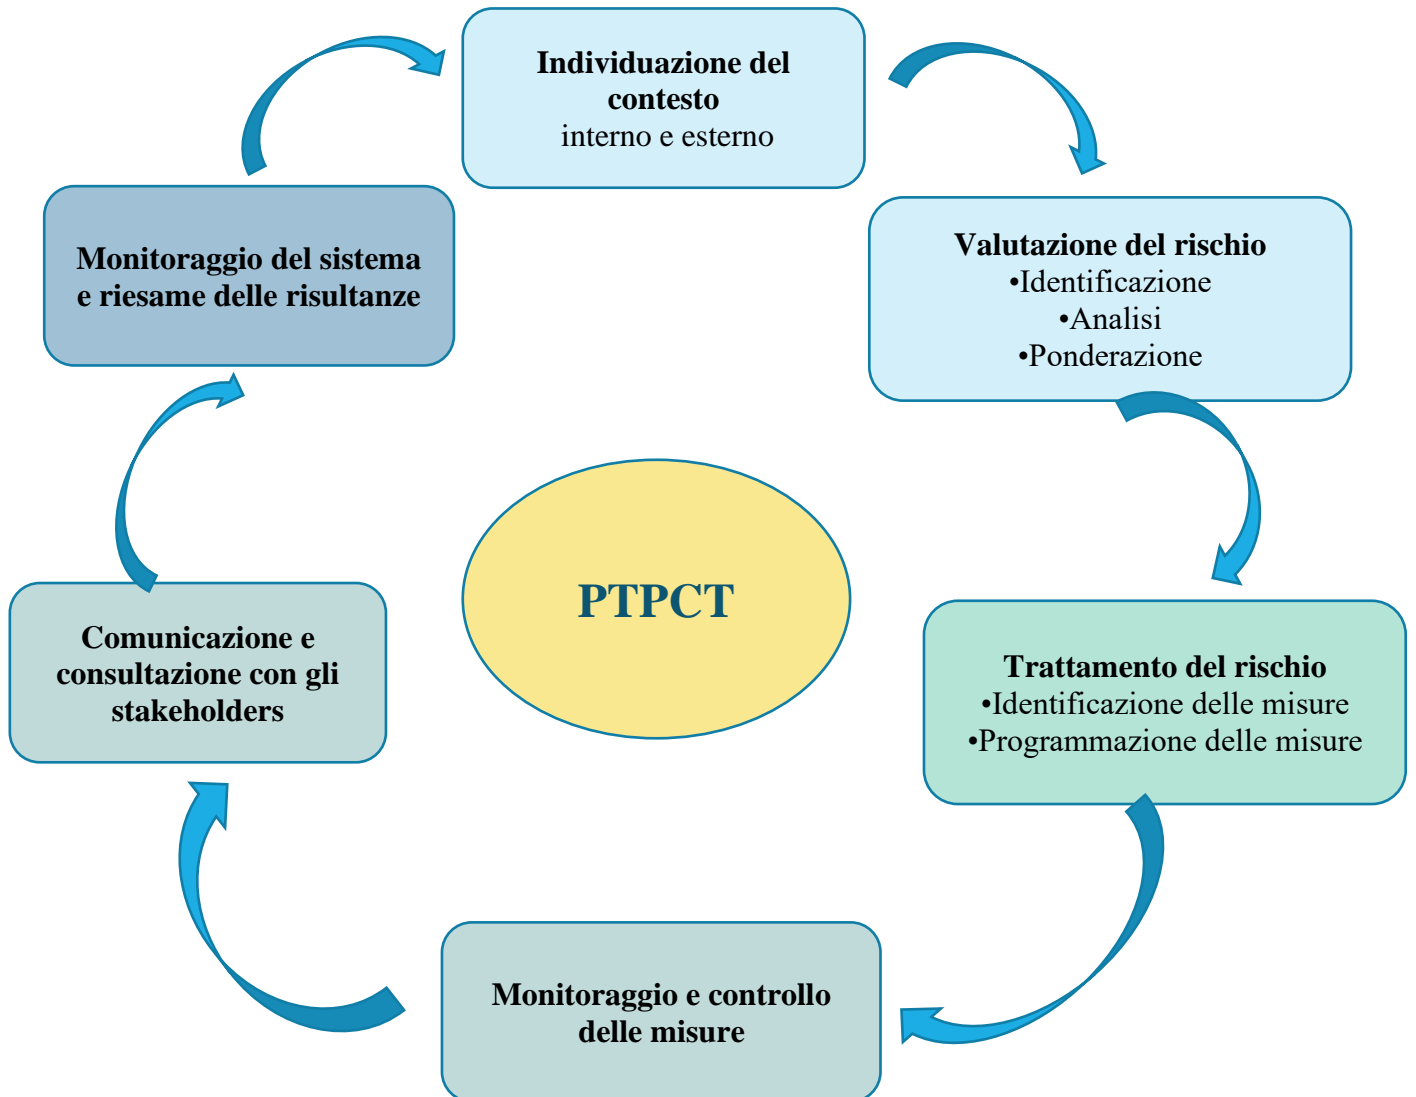 Individuazione del
contesto
interno e esterno
Valutazione del rischio
•Identificazione
•Analisi
•Ponderazione
Trattamento del rischio
•Identificazione delle misure
•Programmazione delle misure
Monitoraggio e controllo
delle misure
Comunicazione e
consultazione con gli
stakeholders
Monitoraggio del sistema
e riesame delle risultanze
PTPCT